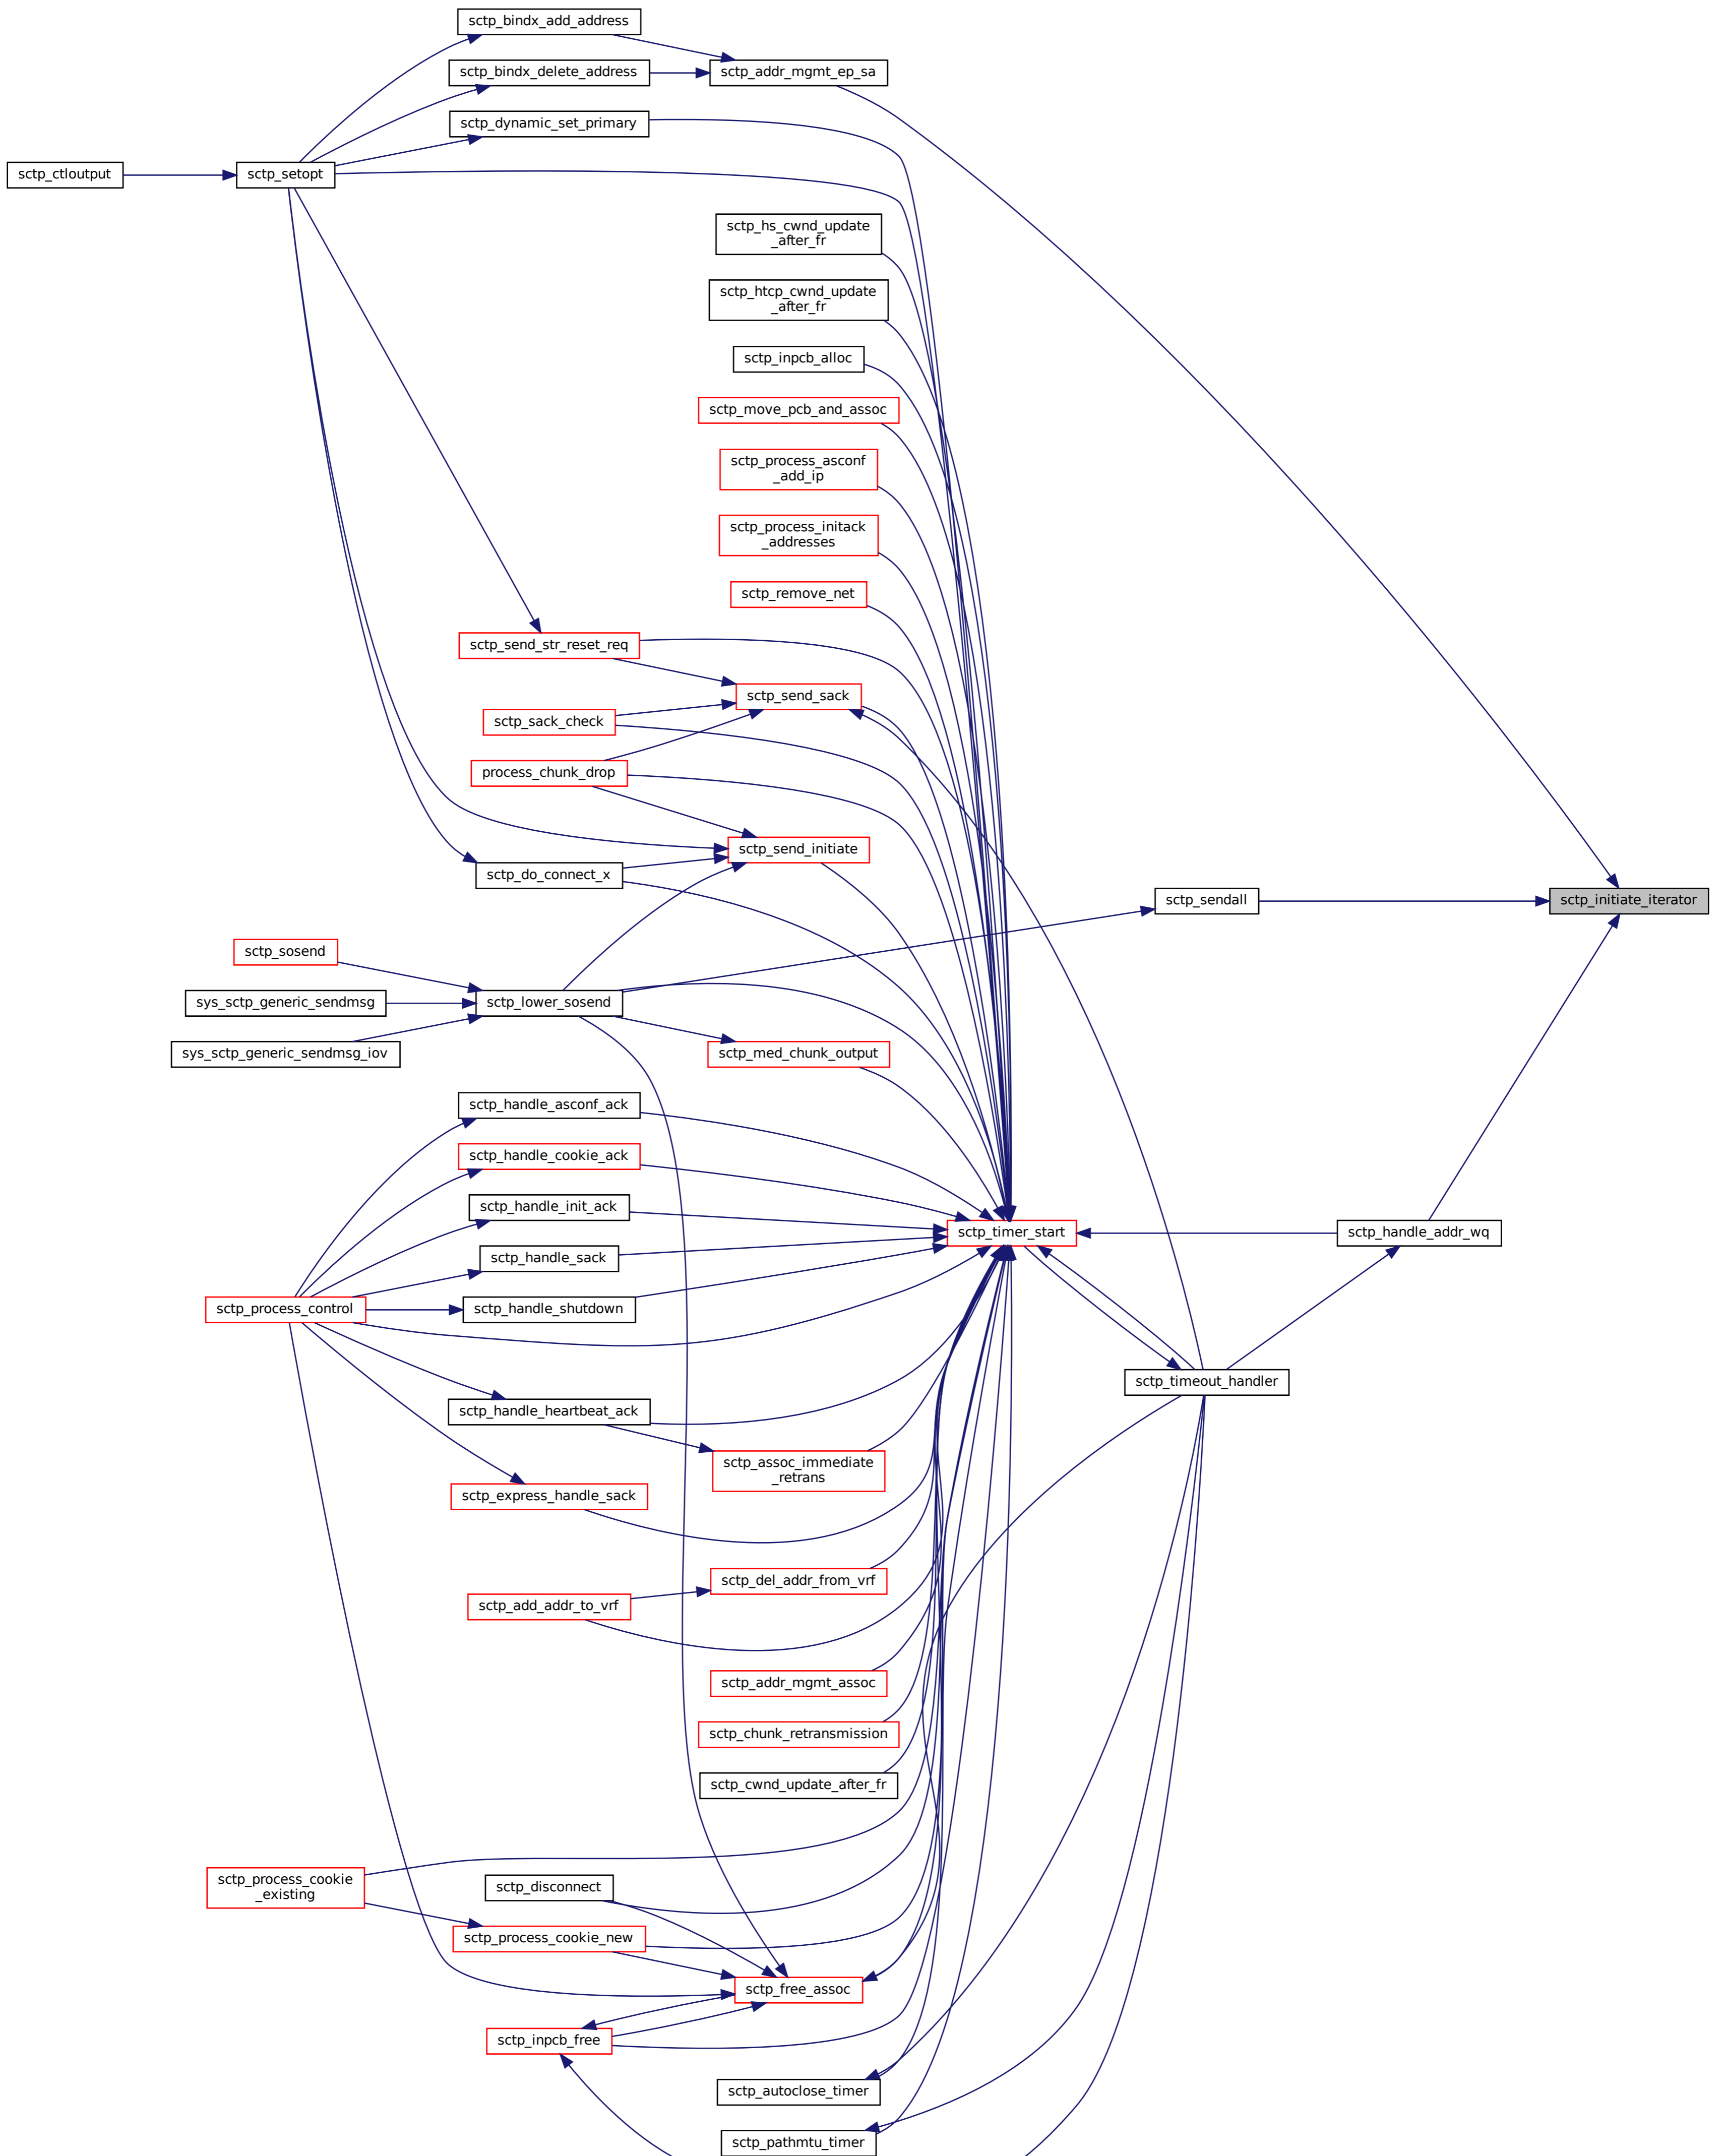 sctp_bindx_add_address
sctp_bindx_delete_address
sctp_addr_mgmt_ep_sa
sctp_dynamic_set_primary
sctp_ctloutput
sctp_setopt
sctp_hs_cwnd_update
_after_fr
sctp_htcp_cwnd_update
_after_fr
sctp_inpcb_alloc
sctp_move_pcb_and_assoc
sctp_process_asconf
_add_ip
sctp_process_initack
_addresses
sctp_remove_net
sctp_send_str_reset_req
sctp_send_sack
sctp_sack_check
process_chunk_drop
sctp_send_initiate
sctp_do_connect_x
sctp_sendall
sctp_initiate_iterator
sctp_sosend
sys_sctp_generic_sendmsg
sctp_lower_sosend
sys_sctp_generic_sendmsg_iov
sctp_med_chunk_output
sctp_handle_asconf_ack
sctp_handle_cookie_ack
sctp_handle_init_ack
sctp_timer_start
sctp_handle_addr_wq
sctp_handle_sack
sctp_process_control
sctp_handle_shutdown
sctp_timeout_handler
sctp_handle_heartbeat_ack
sctp_assoc_immediate
_retrans
sctp_express_handle_sack
sctp_del_addr_from_vrf
sctp_add_addr_to_vrf
sctp_addr_mgmt_assoc
sctp_chunk_retransmission
sctp_cwnd_update_after_fr
sctp_process_cookie
_existing
sctp_disconnect
sctp_process_cookie_new
sctp_free_assoc
sctp_inpcb_free
sctp_autoclose_timer
sctp_pathmtu_timer